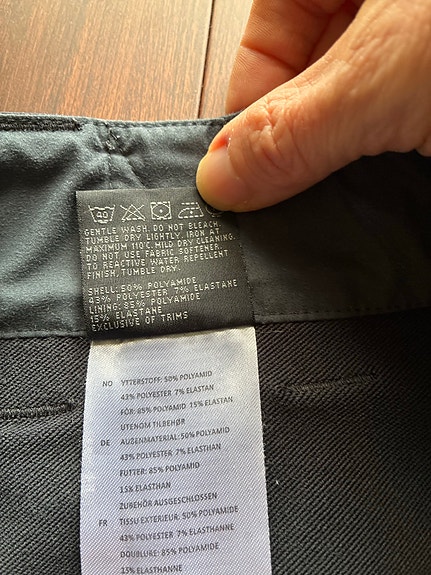 40
GENTLE WASH. DO NOT BLEACH.
TUMBLE DRY LIGHTLY. IRON AT
MAXIMUM 110°C. MILD DRY CLEANING.
DO NOT USE FABRIC SOFTENER.
TO REACTIVE WATER REPELLENT
FINISH, TUMBLE DRY.
SHELL: 50% POLYAMIDE
43% POLYESTER 7% ELASTANE
LINING: 85% POLYAMIDE
15% ELASTANE
EXCLUSIVE OF TRIMS
NO YTTERSTOFF: 50% POLYAMID
43% POLYESTER 7% ELASTAN
FÓR: 85% POLYAMID 15% ELASTAN
UTENOM TILBEHØR
DE AUßENMATERIAL: 50% POLYAMID
43% POLYESTER 7% ELASTHAN
FUTTER: 85% POLYAMID
15% ELASTHAN
ZUBEHÖR AUSGESCHLOSSEN
FR TISSU EXTERIEUR: 50% POLYAMIDE
43% POLYESTER 7% ELASTHANNE
DOUBLURE: 85% POLYAMIDE
15% ELASTHANNE